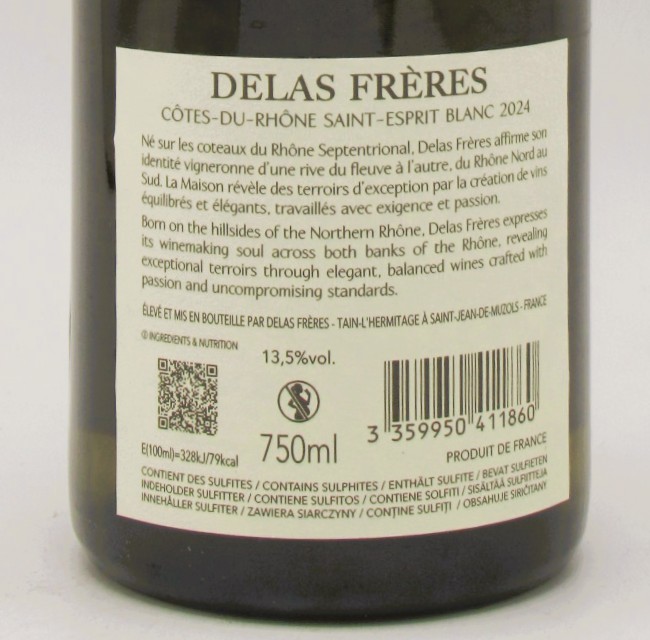 DELAS FRÈRES
CÔTES-DU-RHÔNE SAINT-ESPRIT BLANC 2024
Né sur les coteaux du Rhône Septentrional, Delas Frères affirme son
identité vigneronne d'une rive du fleuve à l'autre, du Rhône Nord au
Sud. La Maison révèle des terroirs d'exception par la création de vins
équilibrés et élégants, travaillés avec exigence et passion.
Born on the hillsides of the Northern Rhône, Delas Frères expresses
its winemaking soul across both banks of the Rhône, revealing
exceptional terroirs through elegant, balanced wines crafted with
passion and uncompromising standards.
ÉLEVÉ ET MIS EN BOUTEILLE PAR DELAS FRÈRES - TAIN-L'HERMITAGE À SAINT-JEAN-DE-MUZOLS - FRANCE
INGREDIENTS & NUTRITION
13,5%vol.
E(100ml)=328kJ/79kcal
750ml
3 359950 411860
PRODUIT DE FRANCE
CONTIENT DES SULFITES / CONTAINS SULPHITES / ENTHÄLT SULFITE / BEVAT SULFIETEN
INDEHOLDER SULFITTER / CONTIENE SULFITOS / CONTIENE SOLFITI / SISÄLTÄÄ SULFIITTEJA
INNEHÅLLER SULFITER / ZAWIERA SIARCZYNY / CONȚINE SULFIȚI / OBSAHUJE SIŘIČITANY